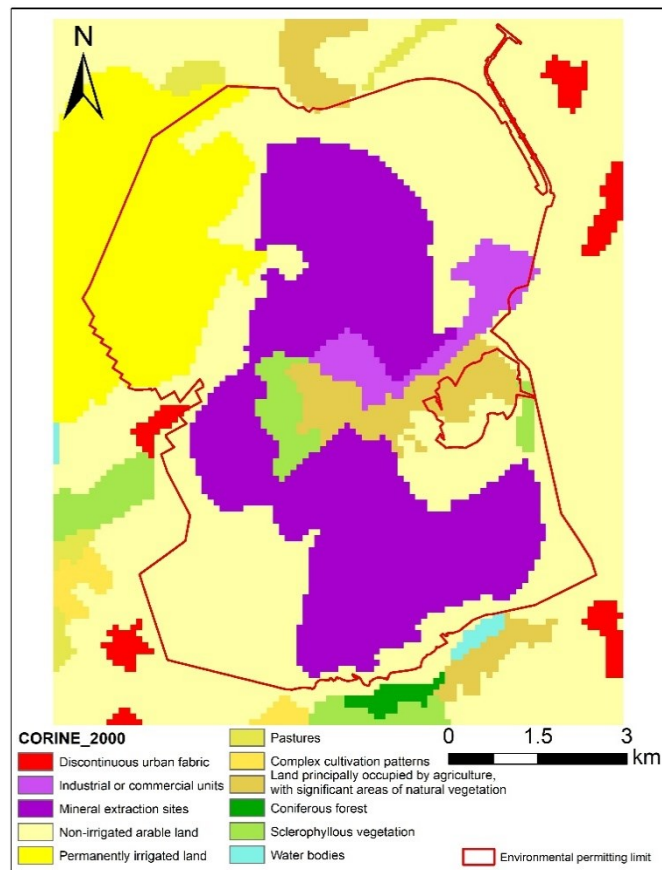 N
CORINE_2000
Discontinuous urban fabric
Industrial or commercial units
Mineral extraction sites
Non-irrigated arable land
Permanently irrigated land
Pastures
Complex cultivation patterns
Land principally occupied by agriculture,
with significant areas of natural vegetation
Coniferous forest
Sclerophyllous vegetation
Water bodies
0 1.5 3
km
Environmental permitting limit